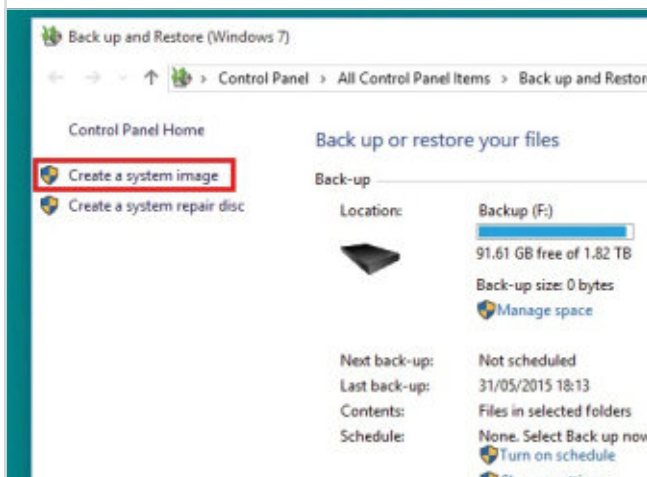 Back up and Restore (Windows 7)
Control Panel > All Control Panel Items > Back up and Restor
Control Panel Home
Create a system image
Create a system repair disc
Back up or restore your files
Back-up
Location:
Backup (F:)
91.61 GB free of 1.82 TB
Back-up size: 0 bytes
Manage space
Next back-up:
Not scheduled
Last back-up:
31/05/2015 18:13
Contents:
Files in selected folders
Schedule:
None. Select Back up now
Turn on schedule